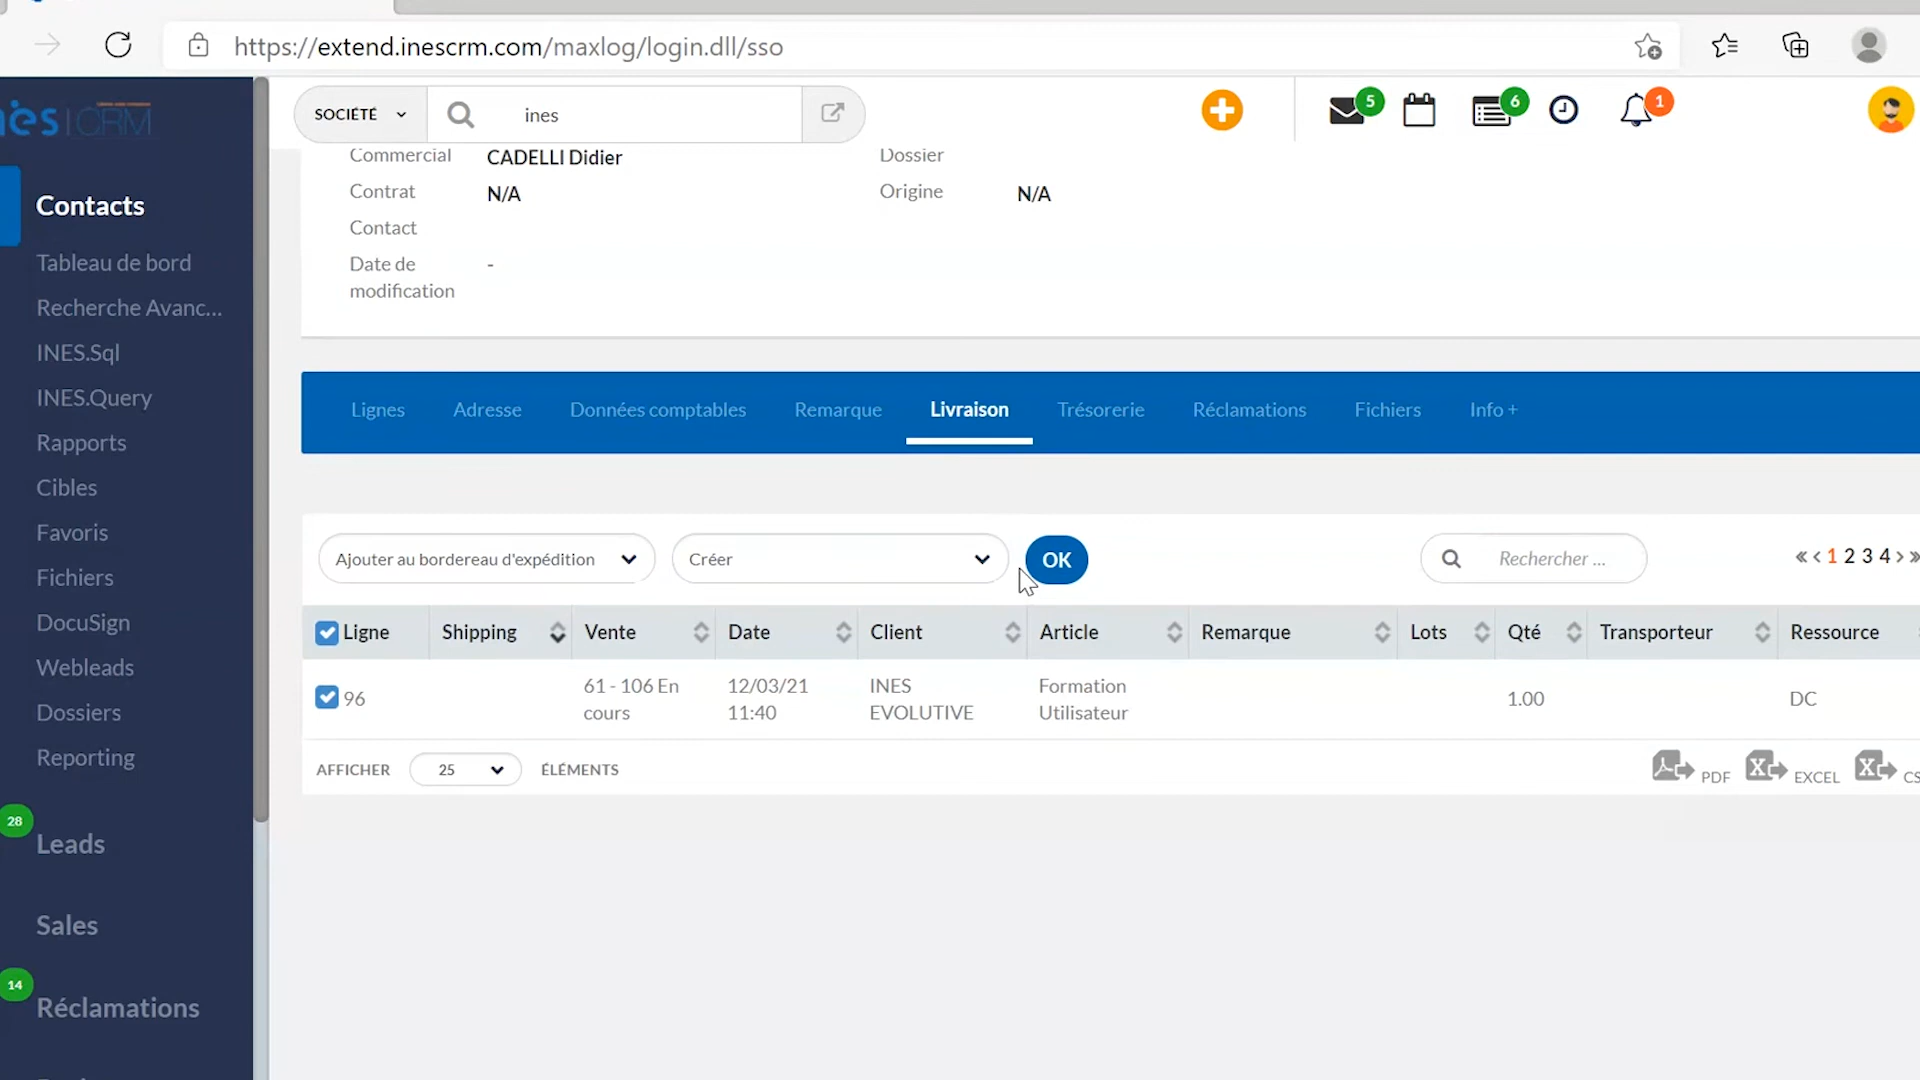 https://extend.inescrm.com/maxlog/login.dll/sso
nès|CRM
SOCIÉTÉ
ines
5
6
1
Commercial
CADELLI Didier
Dossier
Contrat
N/A
Origine
N/A
Contact
Date de
modification
-
Contacts
Tableau de bord
Recherche Avanc...
INES.Sql
INES.Query
Rapports
Cibles
Favoris
Fichiers
DocuSign
Webleads
Dossiers
Reporting
28
Leads
Sales
14
Réclamations
Lignes
Adresse
Données comptables
Remarque
Livraison
Trésorerie
Réclamations
Fichiers
Info +
Ajouter au bordereau d'expédition
Créer
OK
Rechercher ...
« ‹ 1 2 3 4 › »
Ligne
Shipping
Vente
Date
Client
Article
Remarque
Lots
Qté
Transporteur
Ressource
96
61 - 106 En
cours
12/03/21
11:40
INES
EVOLUTIVE
Formation
Utilisateur
1.00
DC
AFFICHER
25
ÉLÉMENTS
PDF
EXCEL
CS